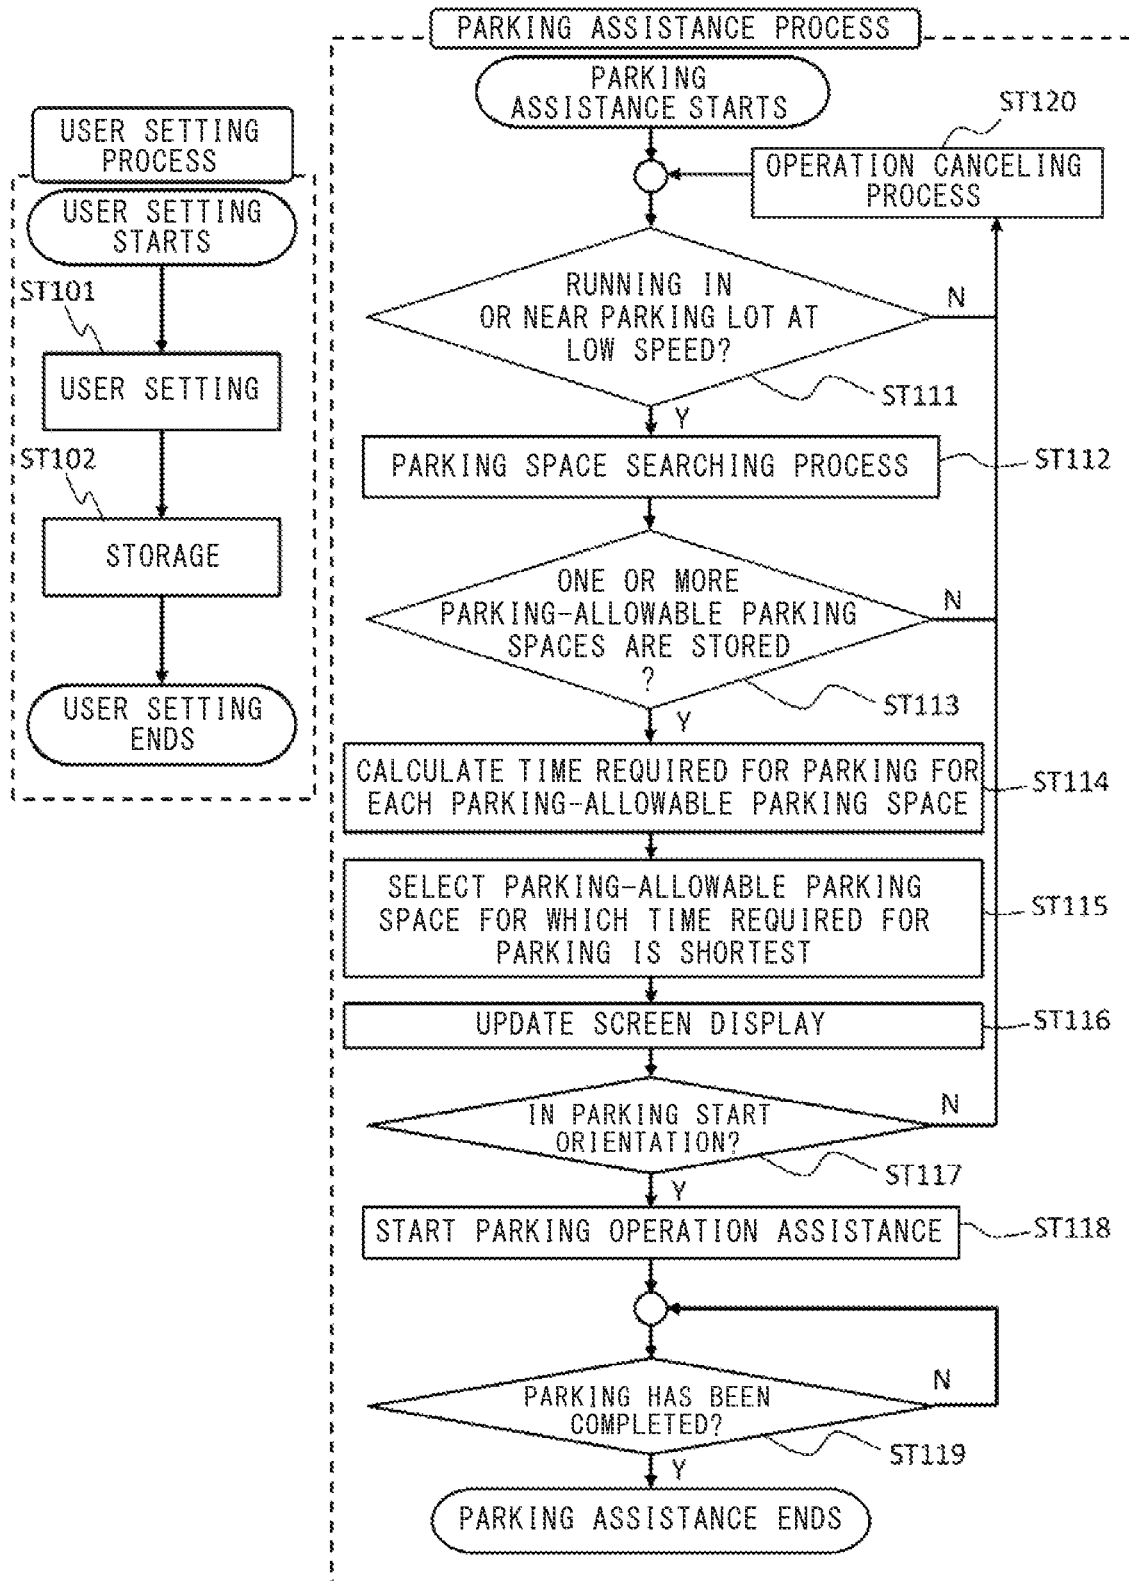 USER SETTING
PROCESS
USER SETTING
STARTS
ST101
USER SETTING
ST102
STORAGE
USER SETTING
ENDS
PARKING ASSISTANCE PROCESS
PARKING
ASSISTANCE STARTS
ST120
OPERATION CANCELING
PROCESS
RUNNING IN
OR NEAR PARKING LOT AT
LOW SPEED?
N
ST111
Y
PARKING SPACE SEARCHING PROCESS
ST112
ONE OR MORE
PARKING-ALLOWABLE PARKING
SPACES ARE STORED
?
N
ST113
Y
CALCULATE TIME REQUIRED FOR PARKING FOR
EACH PARKING-ALLOWABLE PARKING SPACE
ST114
SELECT PARKING-ALLOWABLE PARKING
SPACE FOR WHICH TIME REQUIRED FOR
PARKING IS SHORTEST
ST115
UPDATE SCREEN DISPLAY
ST116
IN PARKING START
ORIENTATION?
N
ST117
Y
START PARKING OPERATION ASSISTANCE
ST118
PARKING HAS BEEN
COMPLETED?
N
ST119
Y
PARKING ASSISTANCE ENDS